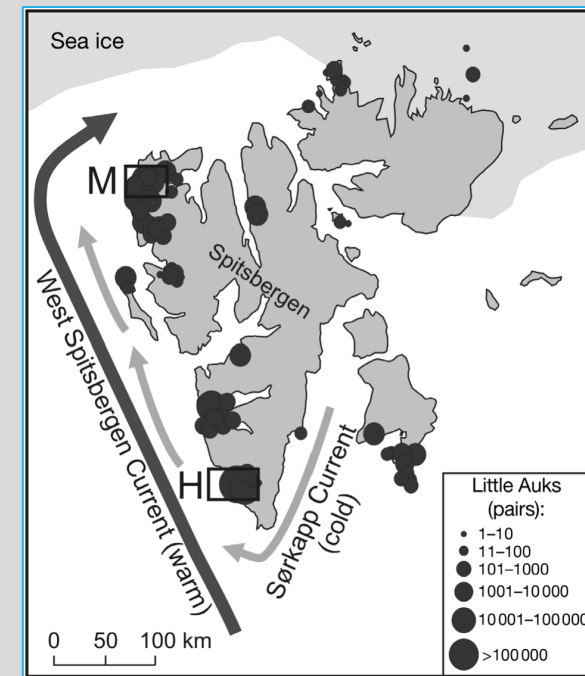 Sea ice
M
Spitsbergen
West Spitsbergen Current (warm)
H
Sørkapp Current
(cold)
0 50 100 km
Little Auks
(pairs):
1–10
11–100
101–1000
1001–10 000
10 001–100 000
>100 000